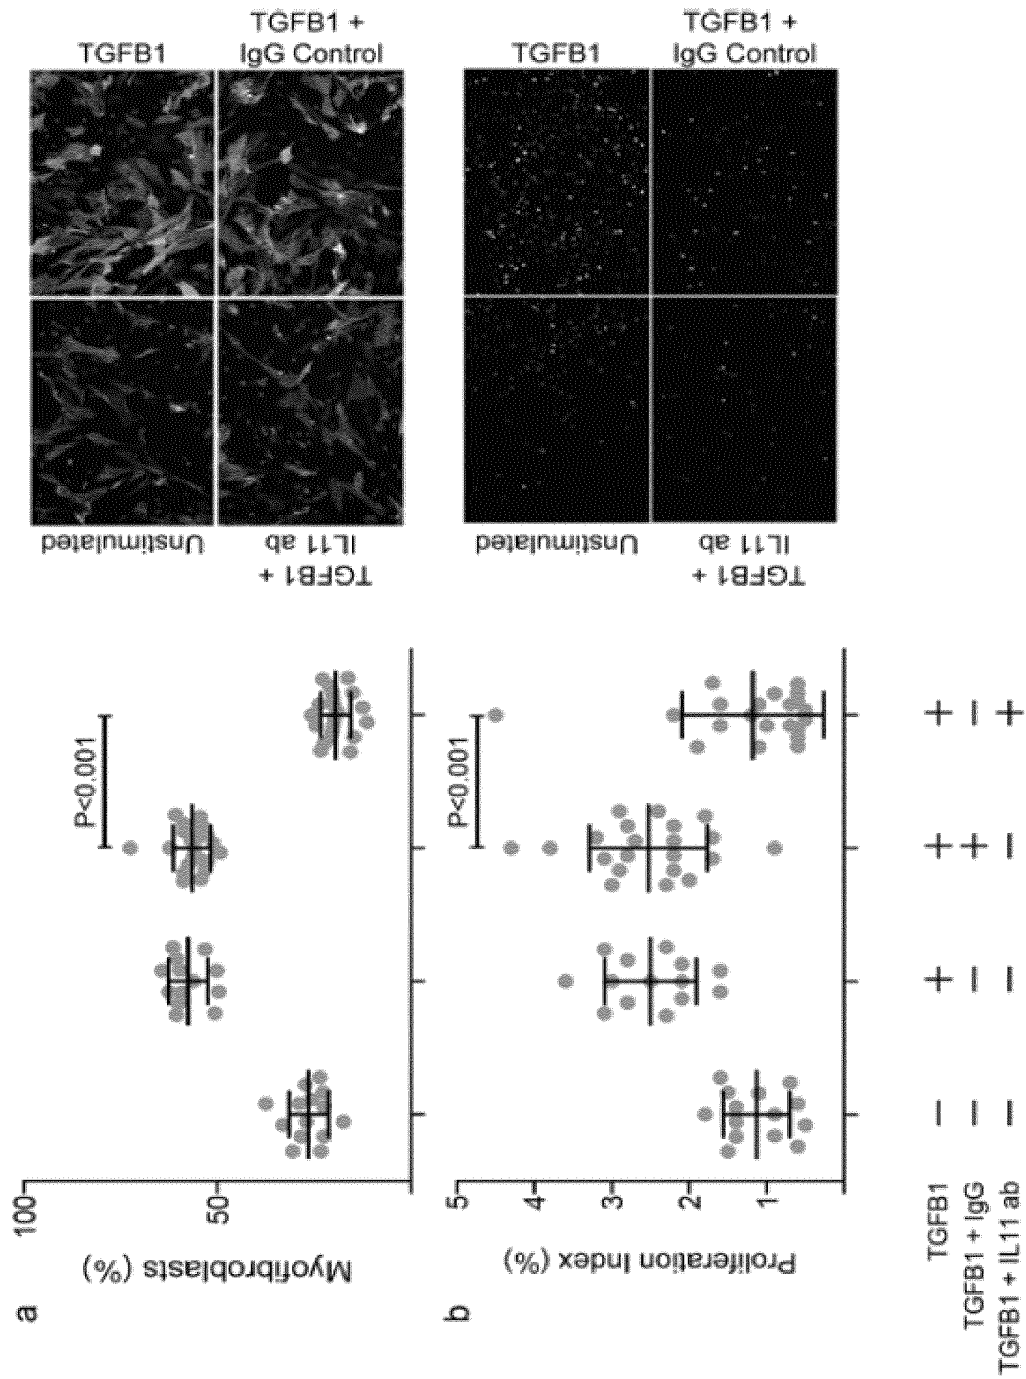 a
Myofibroblasts (%)
100
50
P<0.001
Unstimulated
TGFB1
TGFB1 +
IL11 ab
TGFB1 +
IgG Control
b
Proliferation Index (%)
5
4
3
2
1
P<0.001
Unstimulated
TGFB1
TGFB1 +
IL11 ab
TGFB1 +
IgG Control
TGFB1 − + + +
TGFB1 + IgG − − + −
TGFB1 + IL11 ab − − − +